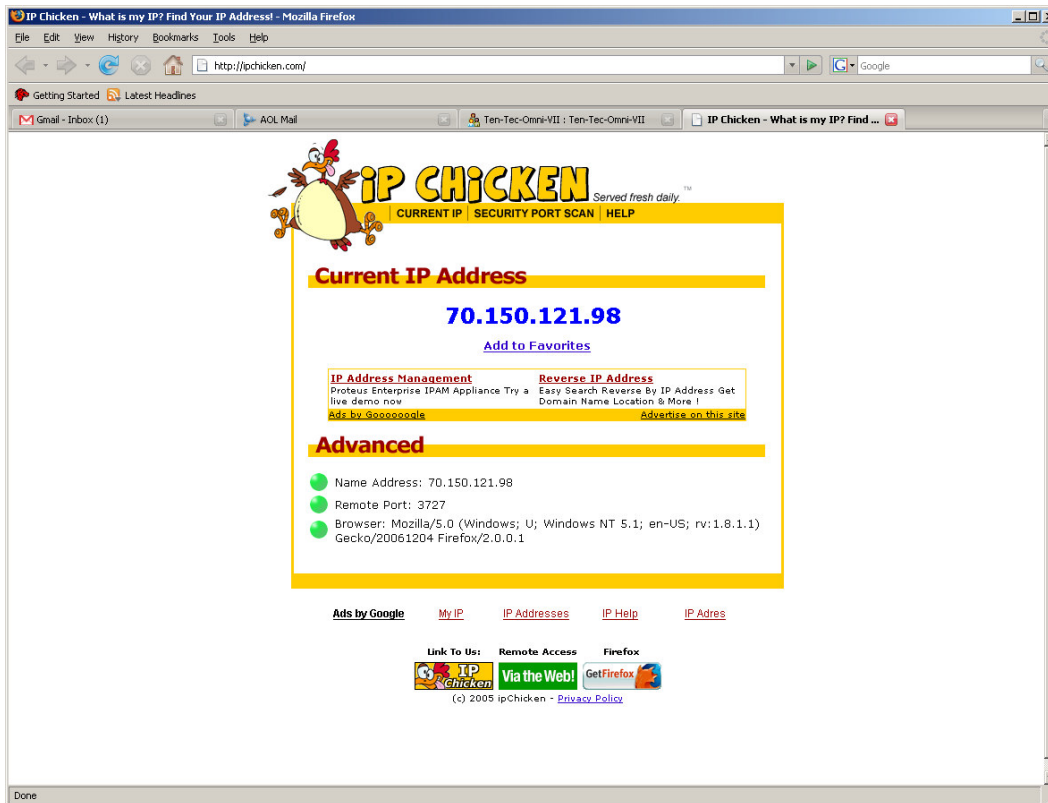 IP Chicken - What is my IP? Find Your IP Address! - Mozilla Firefox
File Edit View History Bookmarks Tools Help
http://ipchicken.com/
G Google
Getting Started Latest Headlines
Gmail - Inbox (1) AOL Mail Ten-Tec-Omni-VII : Ten-Tec-Omni-VII IP Chicken - What is my IP? Find ...
iP CHiCKEN Served fresh daily. ™
CURRENT IP | SECURITY PORT SCAN | HELP
Current IP Address
70.150.121.98
Add to Favorites
IP Address Management
Proteus Enterprise IPAM Appliance Try a
live demo now
Reverse IP Address
Easy Search Reverse By IP Address Get
Domain Name Location & More !
Ads by Goooooogle Advertise on this site
Advanced
Name Address: 70.150.121.98
Remote Port: 3727
Browser: Mozilla/5.0 (Windows; U; Windows NT 5.1; en-US; rv:1.8.1.1)
Gecko/20061204 Firefox/2.0.0.1
Ads by Google My IP IP Addresses IP Help IP Adres
Link To Us: Remote Access Firefox
IP Chicken Via the Web! GetFirefox
(c) 2005 ipChicken - Privacy Policy
Done